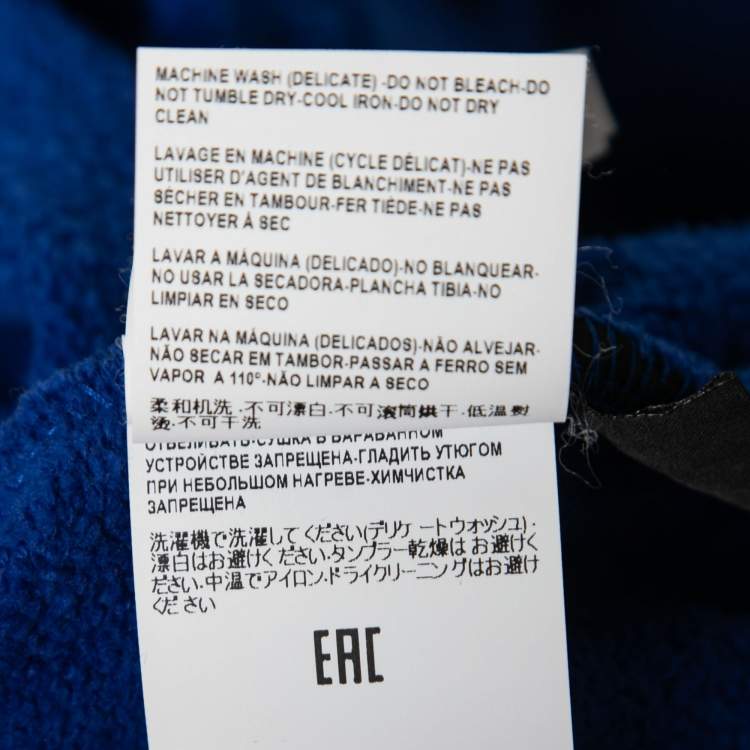 MACHINE WASH (DELICATE) -DO NOT BLEACH-DO
NOT TUMBLE DRY-COOL IRON-DO NOT DRY
CLEAN
LAVAGE EN MACHINE (CYCLE DÉLICAT)-NE PAS
UTILISER D'AGENT DE BLANCHIMENT-NE PAS
SÉCHER EN TAMBOUR-FER TIÉDE-NE PAS
NETTOYER À SEC
LAVAR A MÁQUINA (DELICADO)-NO BLANQUEAR-
NO USAR LA SECADORA-PLANCHA TIBIA-NO
LIMPIAR EN SECO
LAVAR NA MÁQUINA (DELICADOS)-NÃO ALVEJAR-
NÃO SECAR EM TAMBOR-PASSAR A FERRO SEM
VAPOR A 110º-NÃO LIMPAR A SECO
柔和机洗-不可漂白-不可滚筒烘干-低温熨
烫-不可干洗
ОТБЕЛИВАТЬ-СУШКА В БАРАБАННОМ
УСТРОЙСТВЕ ЗАПРЕЩЕНА-ГЛАДИТЬ УТЮГОМ
ПРИ НЕБОЛЬШОМ НАГРЕВЕ-ХИМЧИСТКА
ЗАПРЕЩЕНА
洗濯機で洗濯してください(デリケートウォッシュ)-
漂白はお避けください-タンブラー乾燥はお避けく
ださい-中温でアイロン-ドライクリーニングはお避け
ください
EAC